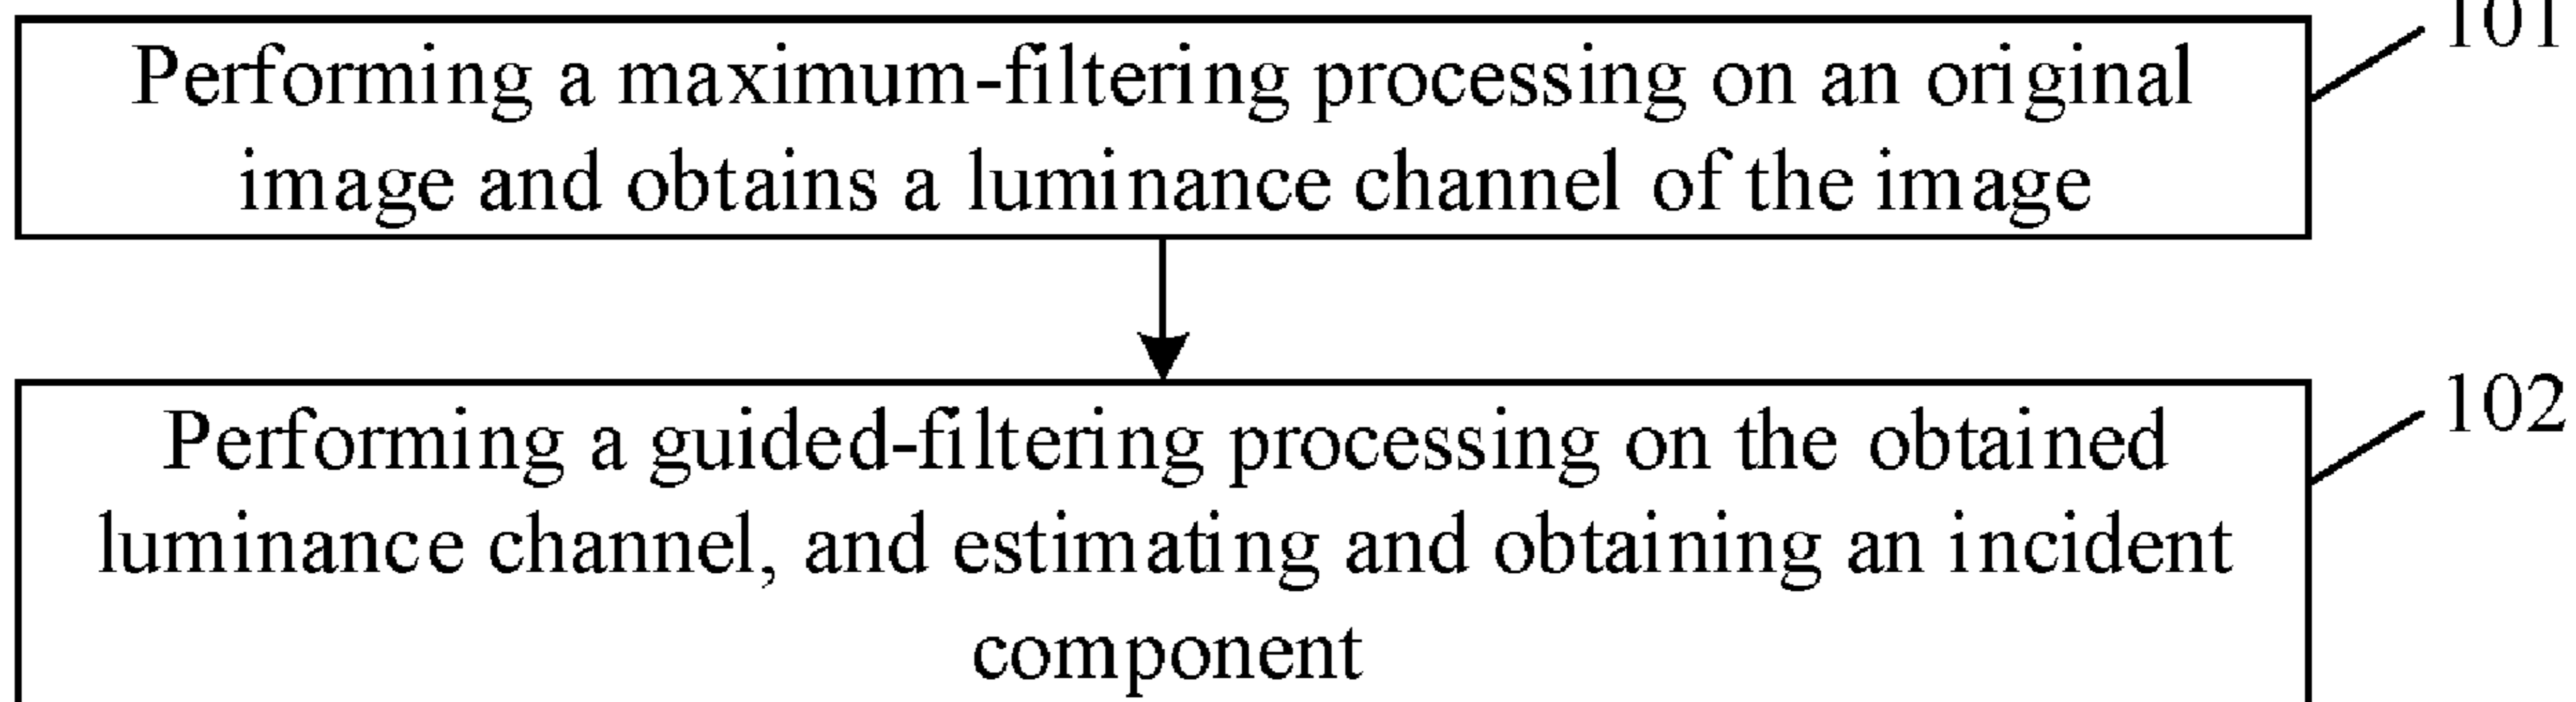 101
Performing a maximum-filtering processing on an original
image and obtains a luminance channel of the image
102
Performing a guided-filtering processing on the obtained
luminance channel, and estimating and obtaining an incident
component